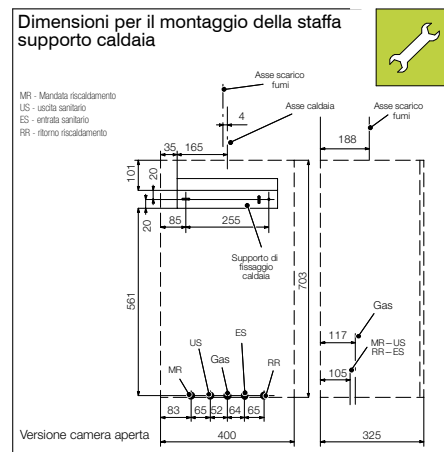 Dimensioni per il montaggio della staffa
supporto caldaia
MR - Mandata riscaldamento
US - uscita sanitario
ES - entrata sanitario
RR - ritorno riscaldamento
Asse scarico
fumi
Asse caldaia
Asse scarico
fumi
4
35 165
188
101
20
20
85 255
Supporto di
fissaggio
caldaia
561
703
Gas
117
MR–US
RR–ES
105
ES
US
Gas
MR
RR
83 65 52 64 65
Versione camera aperta
400
325